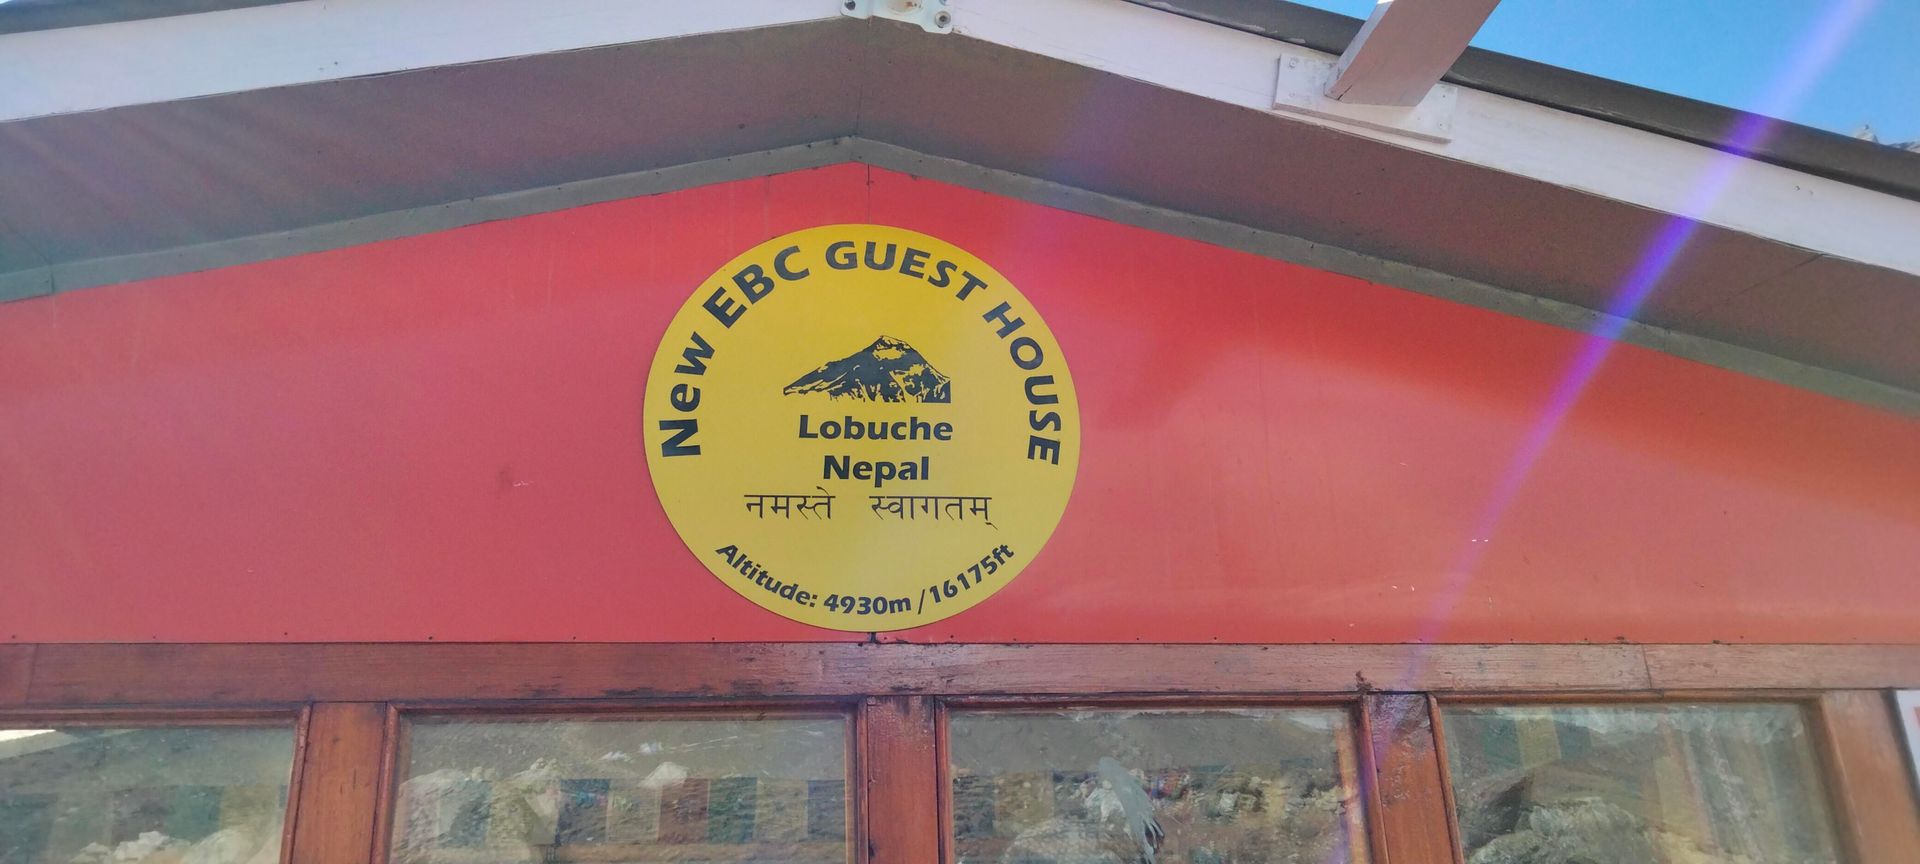 New EBC GUEST HOUSE
Lobuche
Nepal
नमस्ते स्वागतम्
Altitude: 4930m / 16175ft